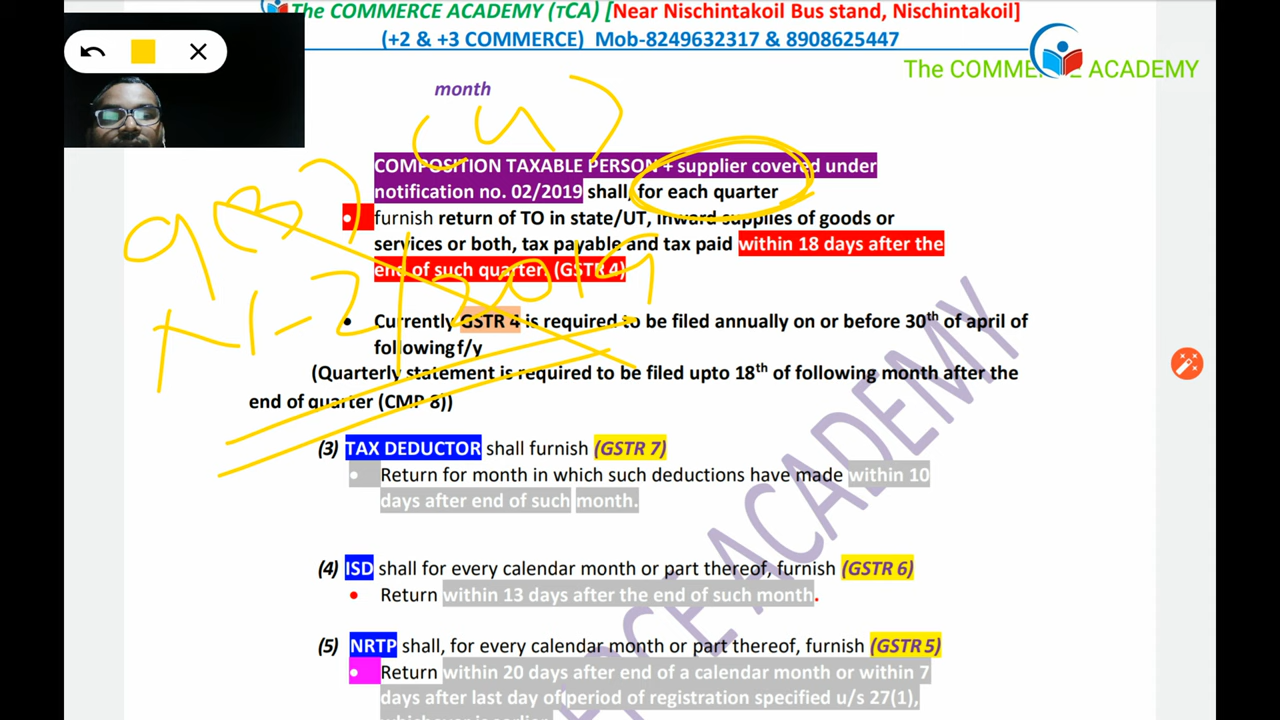 The COMMERCE ACADEMY (TCA) [Near Nischintakoil Bus stand, Nischintakoil]
(+2 & +3 COMMERCE) Mob-8249632317 & 8908625447
The COMMERCE ACADEMY
month
(4)
COMPOSITION TAXABLE PERSON + supplier covered under
notification no. 02/2019 shall, for each quarter
• furnish return of TO in state/UT, inward supplies of goods or
services or both, tax payable and tax paid within 18 days after the
end of such quarter. (GSTR 4)
9(3)
N-2/2019
• Currently GSTR 4 is required to be filed annually on or before 30th of april of
following f/y
(Quarterly statement is required to be filed upto 18th of following month after the
end of quarter (CMP 8))
(3) TAX DEDUCTOR shall furnish (GSTR 7)
• Return for month in which such deductions have made within 10
days after end of such month.
(4) ISD shall for every calendar month or part thereof, furnish (GSTR 6)
• Return within 13 days after the end of such month.
(5) NRTP shall, for every calendar month or part thereof, furnish (GSTR 5)
• Return within 20 days after end of a calendar month or within 7
days after last day of period of registration specified u/s 27(1),
whichever is earlier